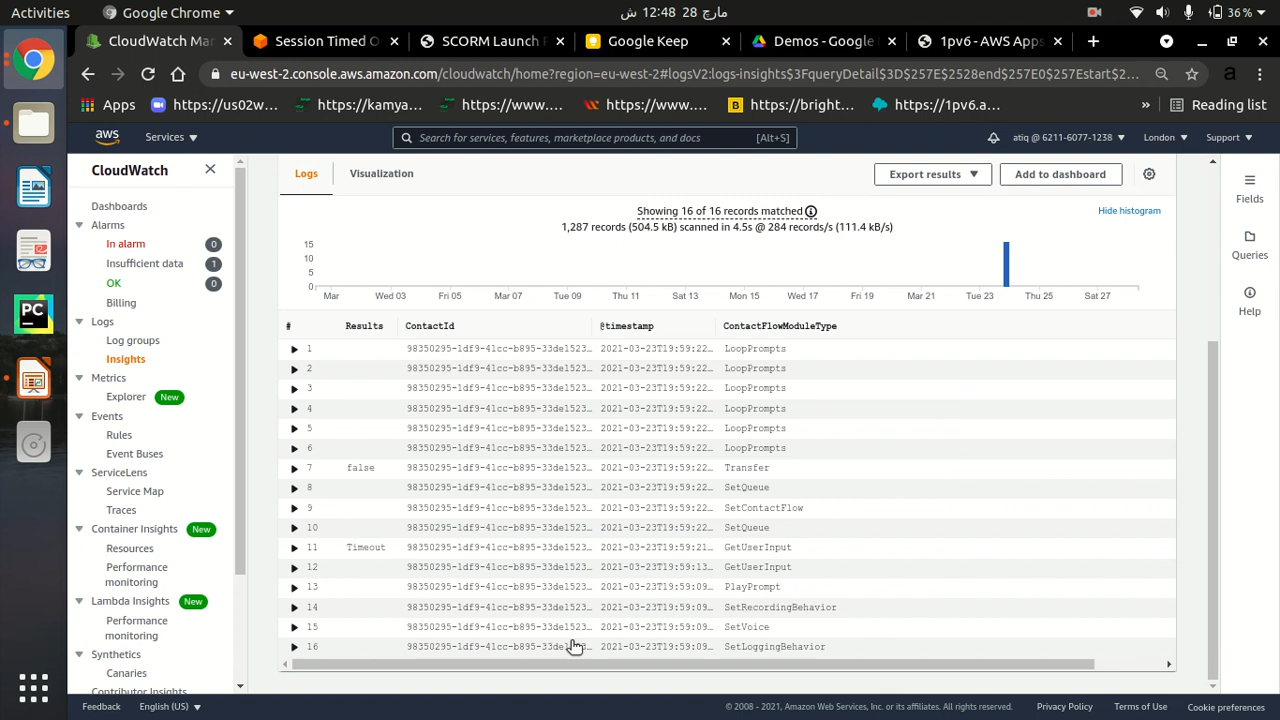 Activities Google Chrome مارچ 28 12:48 ش 36 %
CloudWatch Ma Session Timed O SCORM Launch F Google Keep Demos - Google 1pv6 - AWS Apps
eu-west-2.console.aws.amazon.com/cloudwatch/home?region=eu-west-2#logsV2:logs-insights$3FqueryDetail$3D$257E$2528end$257E0$257Estart$2... a
Apps https://us02w... https://kamya... https://www.... https://www.... https://bright... https://1pv6.a... » Reading list
aws Services Search for services, features, marketplace products, and docs [Alt+S] atiq @ 6211-6077-1238 London Support
CloudWatch
Dashboards
Alarms
In alarm 0
Insufficient data 1
OK 0
Billing
Logs
Log groups
Insights
Metrics
Explorer New
Events
Rules
Event Buses
ServiceLens
Service Map
Traces
Container Insights New
Resources
Performance
monitoring
Lambda Insights New
Performance
monitoring
Synthetics
Canaries
Contributor Insights
Logs Visualization Export results Add to dashboard
Showing 16 of 16 records matched
1,287 records (504.5 kB) scanned in 4.5s @ 284 records/s (111.4 kB/s)
Hide histogram
15
10
5
0
Mar Wed 03 Fri 05 Mar 07 Tue 09 Thu 11 Sat 13 Mon 15 Wed 17 Fri 19 Mar 21 Tue 23 Thu 25 Sat 27
# Results ContactId @timestamp ContactFlowModuleType
1 98350295-1df9-41cc-b895-33de1523... 2021-03-23T19:59:22... LoopPrompts
2 98350295-1df9-41cc-b895-33de1523... 2021-03-23T19:59:22... LoopPrompts
3 98350295-1df9-41cc-b895-33de1523... 2021-03-23T19:59:22... LoopPrompts
4 98350295-1df9-41cc-b895-33de1523... 2021-03-23T19:59:22... LoopPrompts
5 98350295-1df9-41cc-b895-33de1523... 2021-03-23T19:59:22... LoopPrompts
6 98350295-1df9-41cc-b895-33de1523... 2021-03-23T19:59:22... LoopPrompts
7 false 98350295-1df9-41cc-b895-33de1523... 2021-03-23T19:59:22... Transfer
8 98350295-1df9-41cc-b895-33de1523... 2021-03-23T19:59:22... SetQueue
9 98350295-1df9-41cc-b895-33de1523... 2021-03-23T19:59:22... SetContactFlow
10 98350295-1df9-41cc-b895-33de1523... 2021-03-23T19:59:22... SetQueue
11 Timeout 98350295-1df9-41cc-b895-33de1523... 2021-03-23T19:59:21... GetUserInput
12 98350295-1df9-41cc-b895-33de1523... 2021-03-23T19:59:13... GetUserInput
13 98350295-1df9-41cc-b895-33de1523... 2021-03-23T19:59:09... PlayPrompt
14 98350295-1df9-41cc-b895-33de1523... 2021-03-23T19:59:09... SetRecordingBehavior
15 98350295-1df9-41cc-b895-33de1523... 2021-03-23T19:59:09... SetVoice
16 98350295-1df9-41cc-b895-33de1523... 2021-03-23T19:59:09... SetLoggingBehavior
Fields
Queries
Help
PC
Feedback English (US) © 2008 - 2021, Amazon Web Services, Inc. or its affiliates. All rights reserved. Privacy Policy Terms of Use Cookie preferences